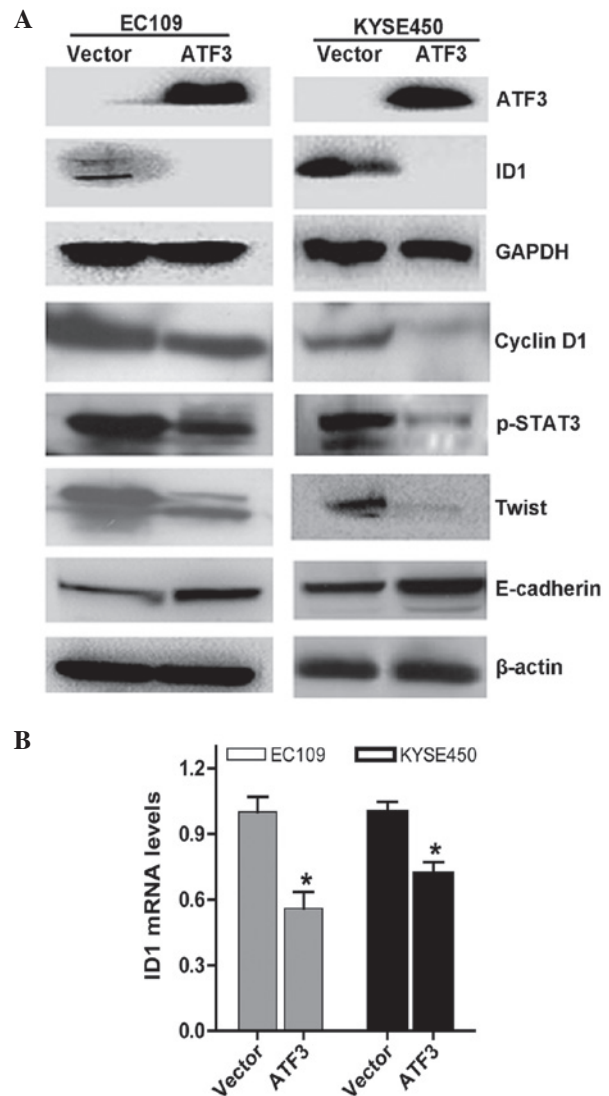 A
EC109
KYSE450
Vector ATF3
Vector ATF3
ATF3
ID1
GAPDH
Cyclin D1
p-STAT3
Twist
E-cadherin
β-actin
B
EC109 KYSE450
ID1 mRNA levels
1.2
0.9
0.6
0.3
0.0
*
*
Vector
ATF3
Vector
ATF3